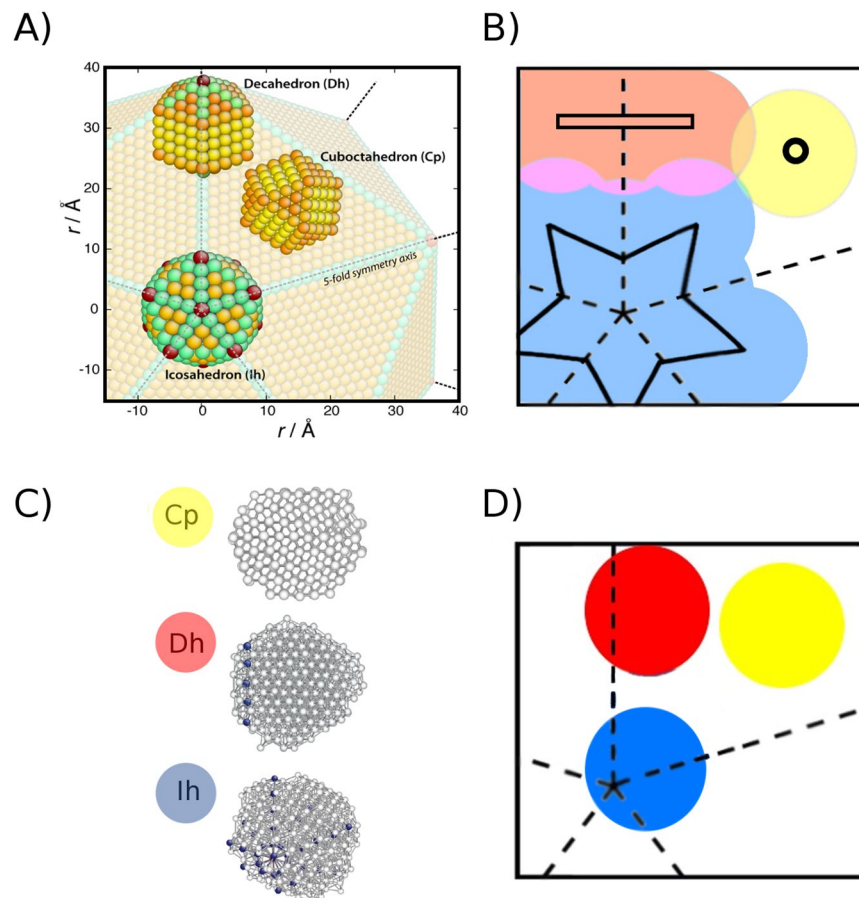 A)
40
30
20
10
0
-10
r / Å
-10
0
10
20
30
40
r / Å
Decahedron (Dh)
Cuboctahedron (Cp)
5-fold symmetry axis
Icosahedron (Ih)
B)
C)
Cp
Dh
Ih
D)